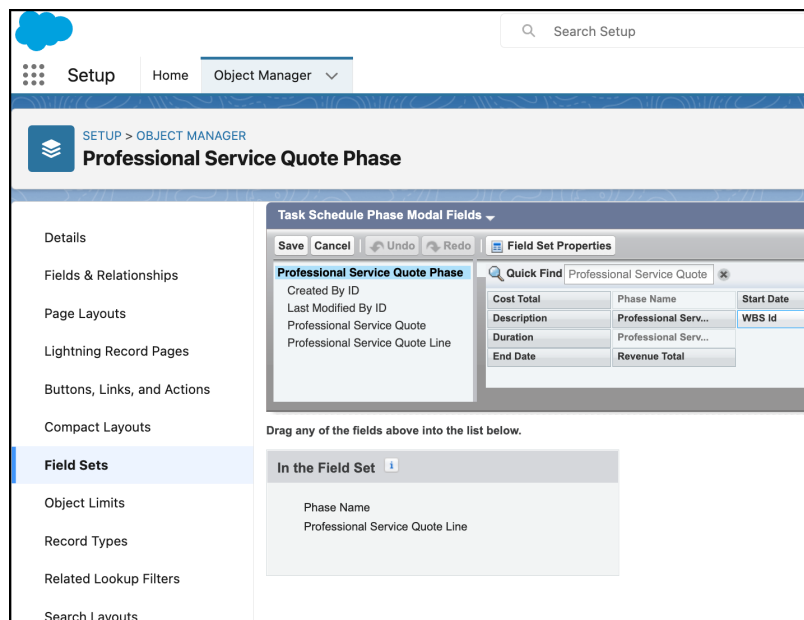 Search Setup
Setup
Home
Object Manager
SETUP > OBJECT MANAGER
Professional Service Quote Phase
Details
Fields & Relationships
Page Layouts
Lightning Record Pages
Buttons, Links, and Actions
Compact Layouts
Field Sets
Object Limits
Record Types
Related Lookup Filters
Search Layouts
Task Schedule Phase Modal Fields
Save Cancel Undo Redo Field Set Properties
Professional Service Quote Phase
Created By ID
Last Modified By ID
Professional Service Quote
Professional Service Quote Line
Quick Find Professional Service Quote
Cost Total Phase Name Start Date
Description Professional Serv... WBS Id
Duration Professional Serv...
End Date Revenue Total
Drag any of the fields above into the list below.
In the Field Set i
Phase Name
Professional Service Quote Line